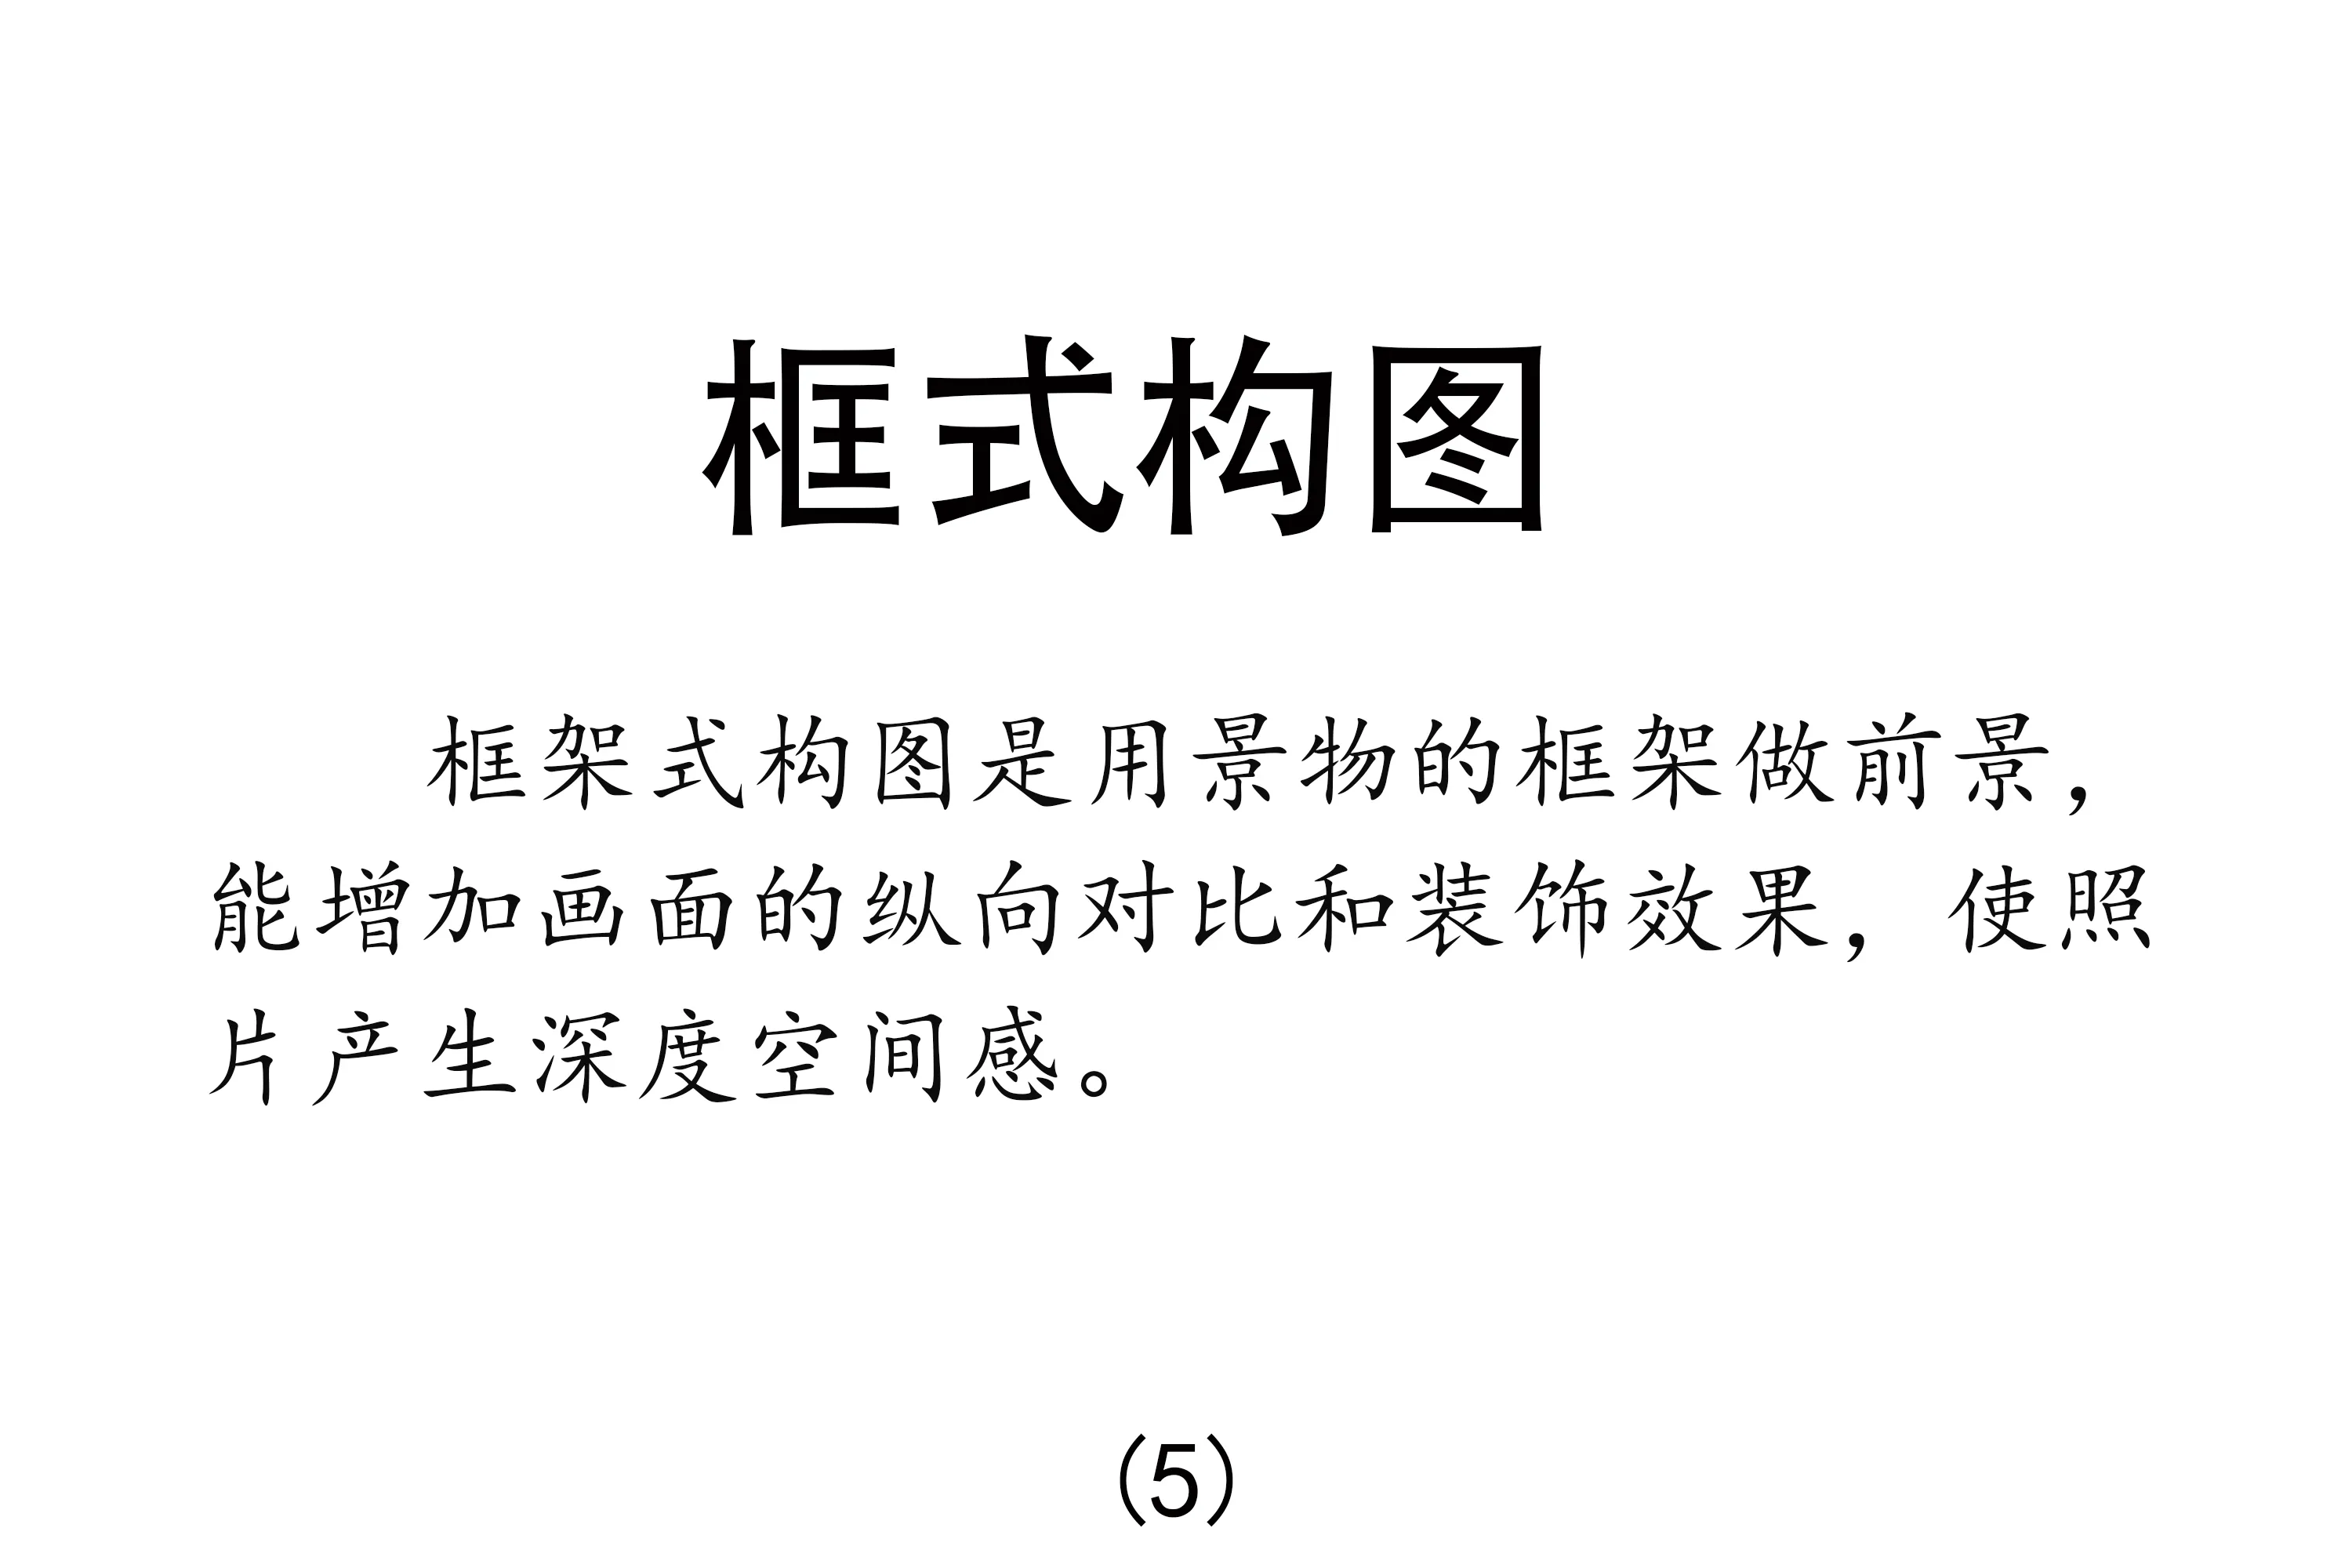 框式构图
框架式构图是用景物的框架做前景，
能增加画面的纵向对比和装饰效果，使照
片产生深度空间感。
(5)